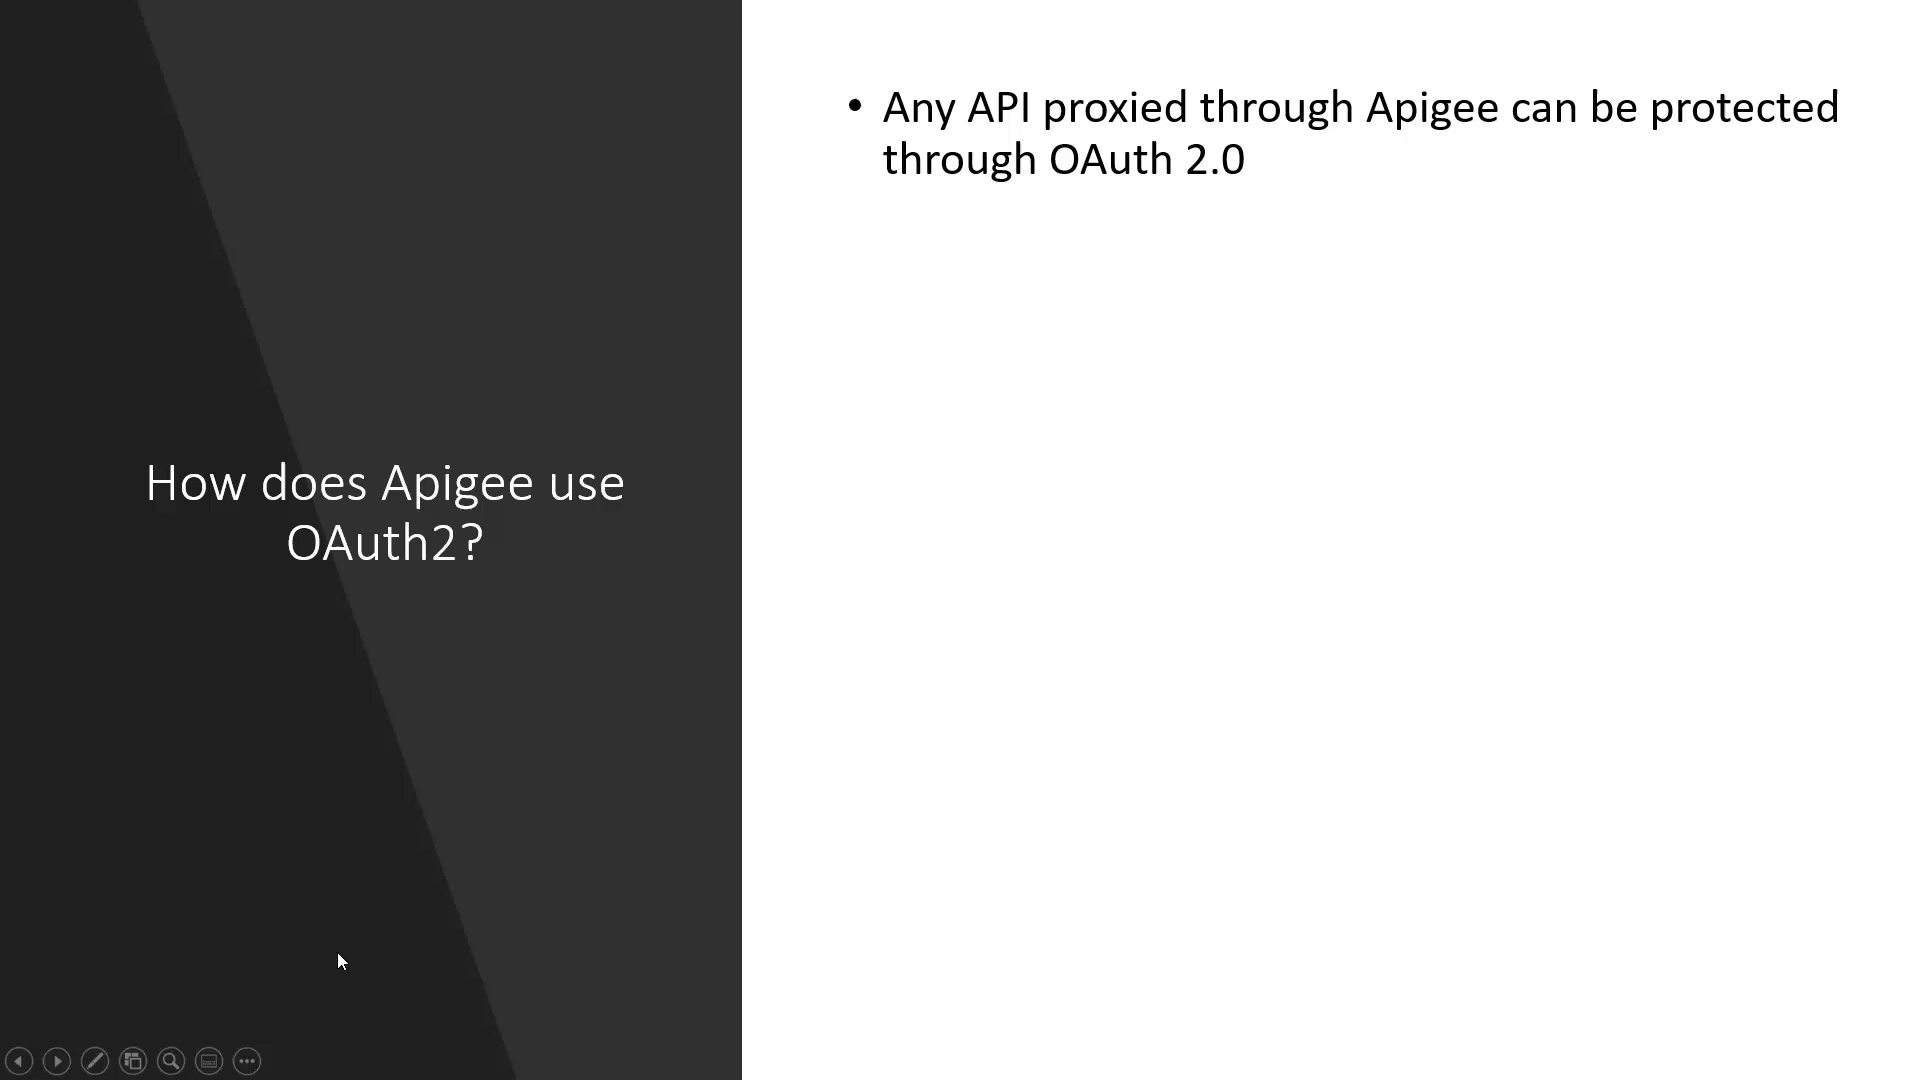 How does Apigee use
OAuth2?
• Any API proxied through Apigee can be protected
through OAuth 2.0